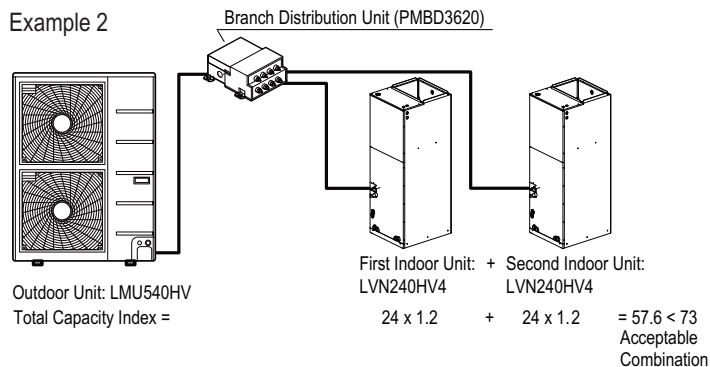 Example 2
Branch Distribution Unit (PMBD3620)
First Indoor Unit: + Second Indoor Unit:
LVN240HV4 LVN240HV4
Outdoor Unit: LMU540HV
Total Capacity Index = 24 x 1.2 + 24 x 1.2 = 57.6 < 73
Acceptable
Combination